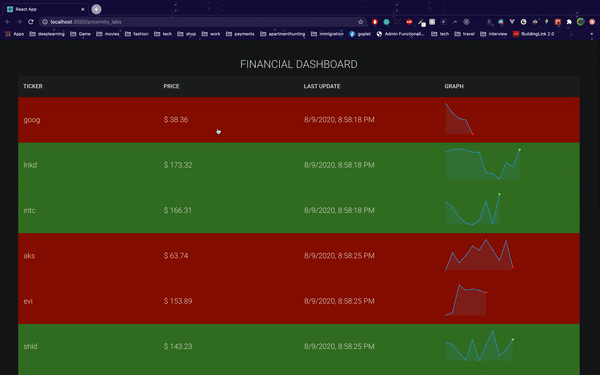 React App
localhost:3000/proximity_labs
Apps deeplearning Game movies fashion tech shop work payments apartmenthunting immigration goplet Admin Functionali... tech travel interview BuildingLink 2.0
FINANCIAL DASHBOARD
TICKER PRICE LAST UPDATE GRAPH
goog $ 38.36 8/9/2020, 8:58:18 PM
lnkd $ 173.32 8/9/2020, 8:58:18 PM
intc $ 166.31 8/9/2020, 8:58:18 PM
aks $ 63.74 8/9/2020, 8:58:25 PM
evi $ 153.89 8/9/2020, 8:58:25 PM
shld $ 143.23 8/9/2020, 8:58:25 PM